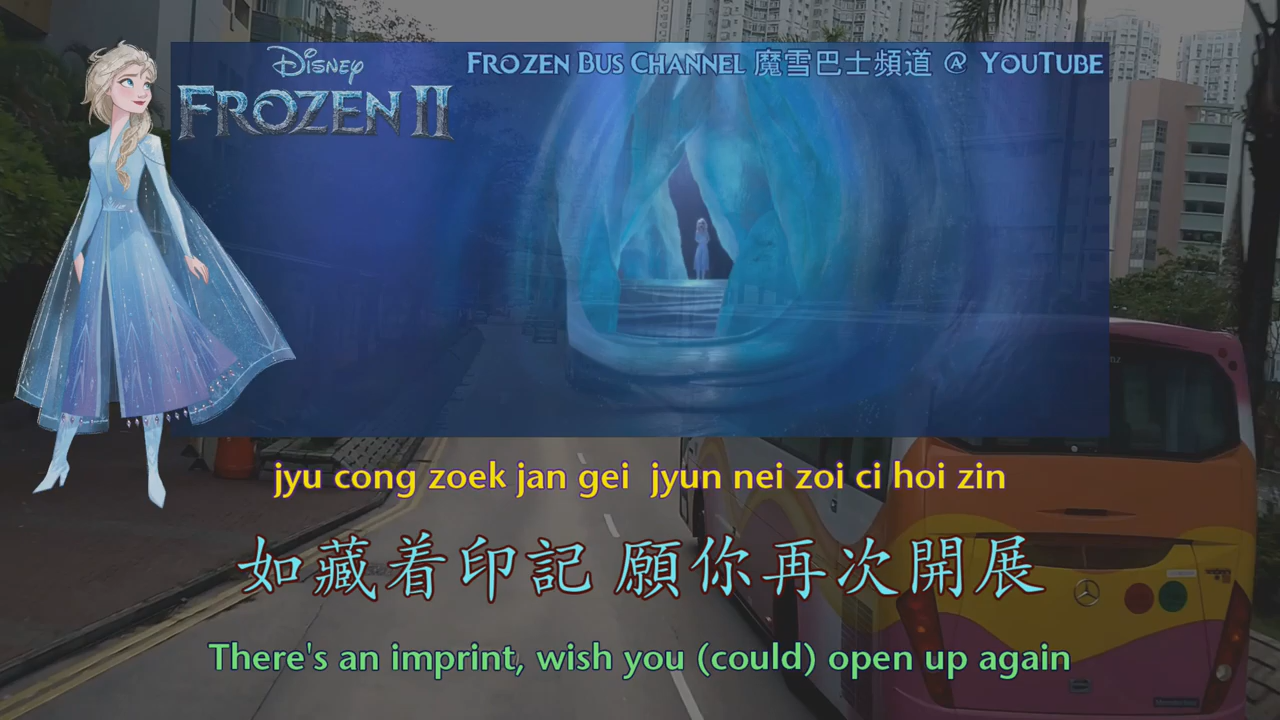 Disney
FROZEN II
FROZEN BUS CHANNEL 魔雪巴士頻道 @ YOUTUBE
jyu cong zoek jan gei jyun nei zoi ci hoi zin
如藏着印記 願你再次開展
There's an imprint, wish you (could) open up again